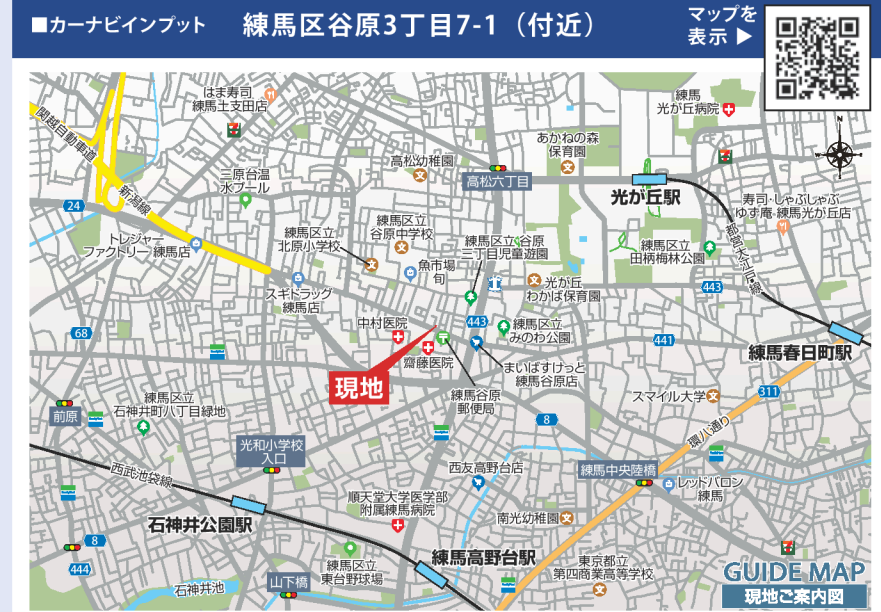 ■カーナビインプット 練馬区谷原3丁目7-1（付近）
マップを
表示 ▶
はま寿司
練馬土支田店
練馬
光が丘病院
N
関越自動車道
新潟線
三原台温
水プール
高松幼稚園
高松六丁目
あかねの森
保育園
光が丘駅
寿司・しゃぶしゃぶ
ゆず庵 練馬光が丘店
24
トレジャー
ファクトリー 練馬店
練馬区立
北原小学校
練馬区立
谷原中学校
魚市場
旬
練馬区立 谷原
三丁目児童遊園
練馬区立
田柄梅林公園
都営大江戸線
光が丘
わかば保育園
443
スギドラッグ
練馬店
中村医院
443
練馬区立
みのわ公園
68
441
練馬春日町駅
齋藤医院
現地
練馬谷原
郵便局
まいばすけっと
練馬谷原店
スマイル大学
311
前原
練馬区立
石神井町八丁目緑地
8
環八通り
光和小学校
入口
西武池袋線
西友高野台店
練馬中央陸橋
レッドバロン
練馬
石神井公園駅
順天堂大学医学部
附属練馬病院
南光幼稚園
8
444
練馬区立
東台野球場
練馬高野台駅
東京都立
第四商業高等学校
石神井池
山下橋
GUIDE MAP
現地ご案内図